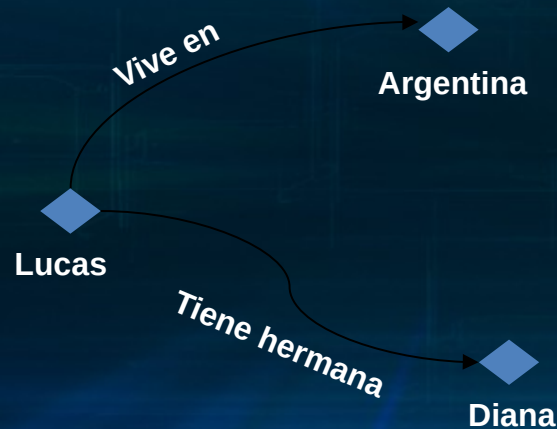 Vive en
Argentina
Lucas
Tiene hermana
Diana